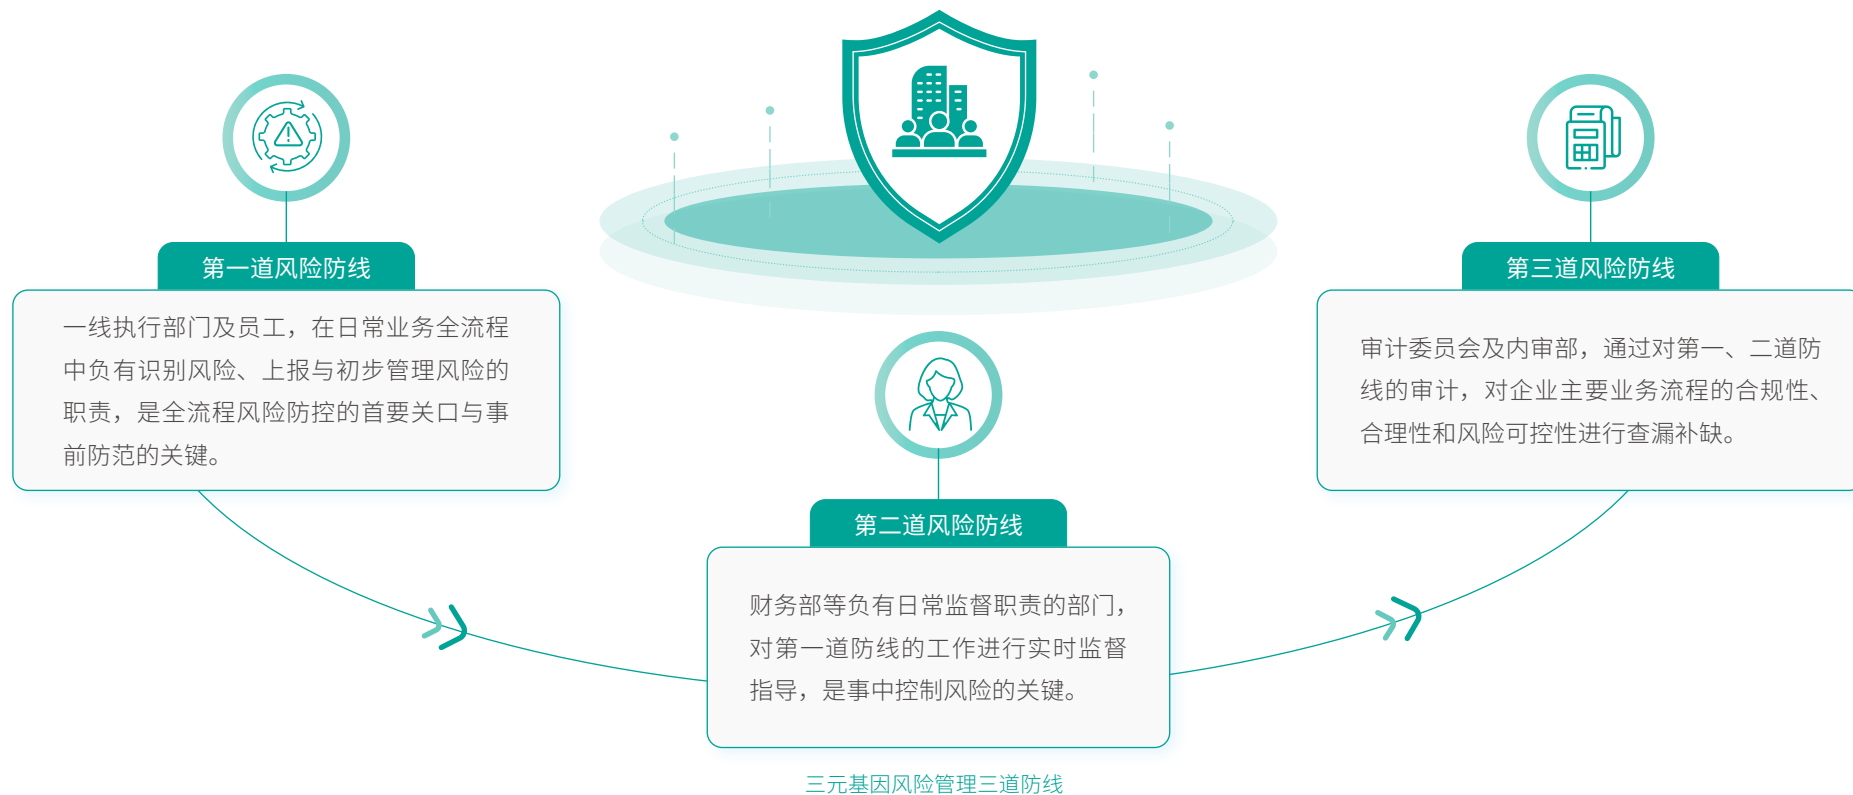 第一道风险防线
一线执行部门及员工，在日常业务全流程
中负有识别风险、上报与初步管理风险的
职责，是全流程风险防控的首要关口与事
前防范的关键。
第二道风险防线
财务部等负有日常监督职责的部门，
对第一道防线的工作进行实时监督
指导，是事中控制风险的关键。
第三道风险防线
审计委员会及内审部，通过对第一、二道防
线的审计，对企业主要业务流程的合规性、
合理性和风险可控性进行查漏补缺。
三元基因风险管理三道防线